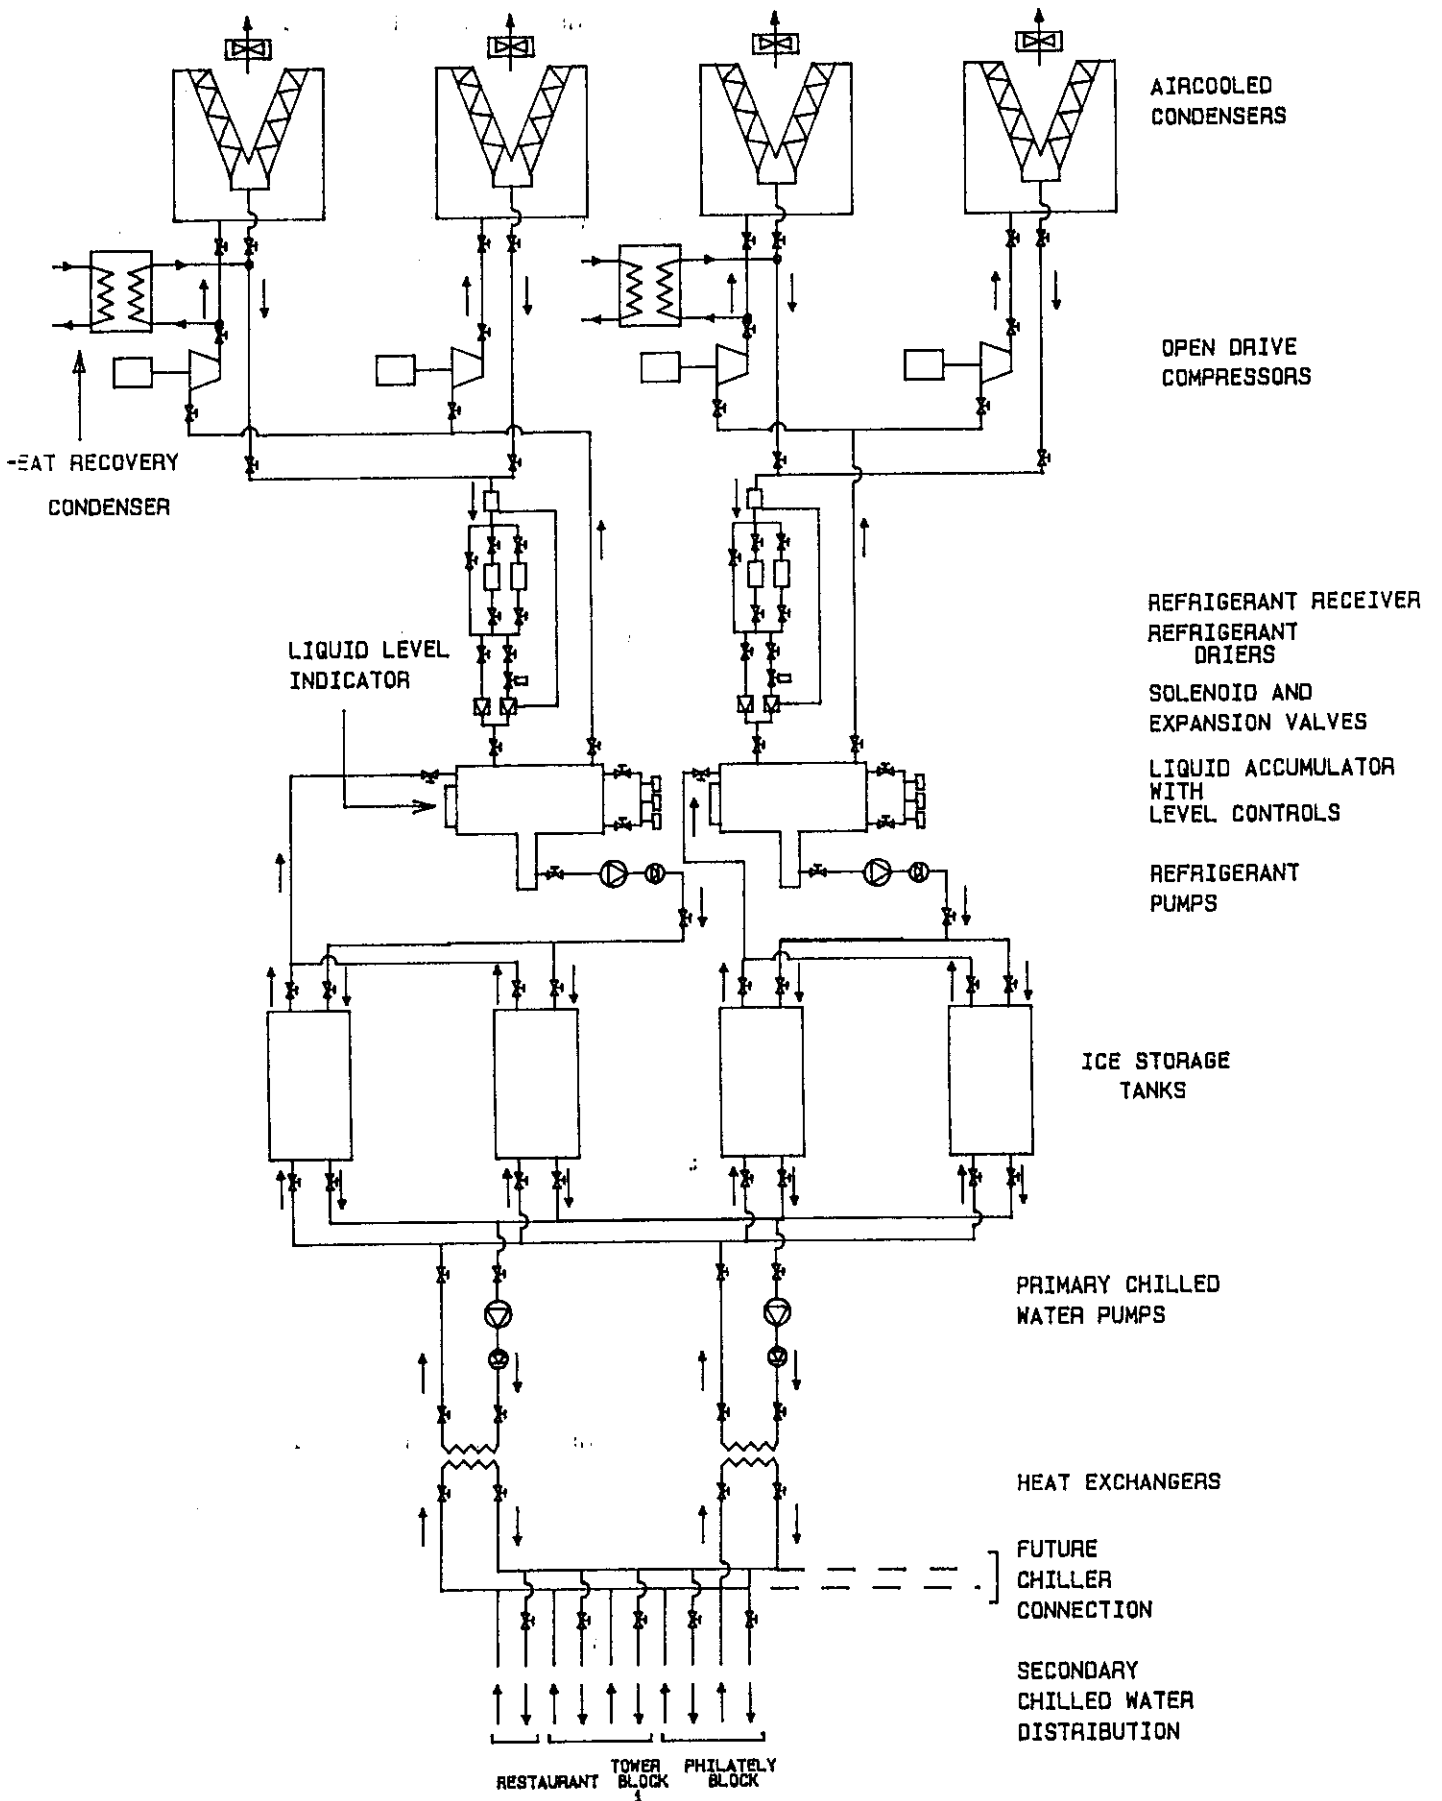 AIRCOOLED
CONDENSERS
OPEN DRIVE
COMPRESSORS
-EAT RECOVERY
CONDENSER
REFRIGERANT RECEIVER
REFRIGERANT
DRIERS
LIQUID LEVEL
INDICATOR
SOLENOID AND
EXPANSION VALVES
LIQUID ACCUMULATOR
WITH
LEVEL CONTROLS
REFRIGERANT
PUMPS
ICE STORAGE
TANKS
PRIMARY CHILLED
WATER PUMPS
HEAT EXCHANGERS
FUTURE
CHILLER
CONNECTION
SECONDARY
CHILLED WATER
DISTRIBUTION
RESTAURANT
TOWER
BLOCK
1
PHILATELY
BLOCK